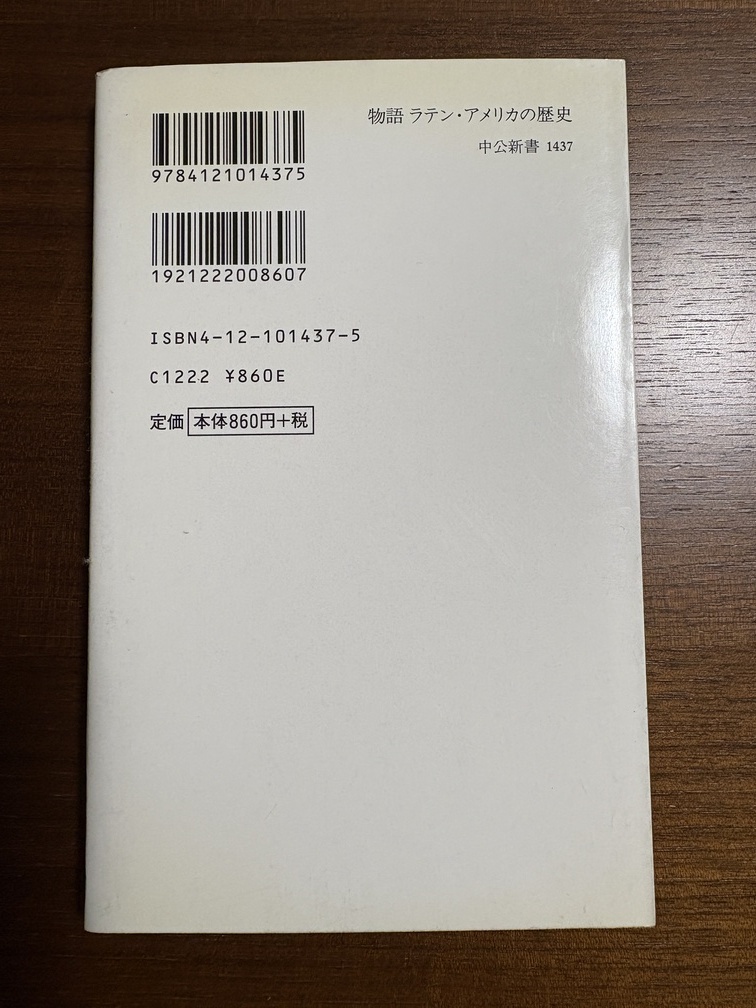 物語 ラテン・アメリカの歴史
中公新書 1437
9784121014375
1921222008607
ISBN4-12-101437-5
C1222 ¥860E
定価 本体860円+税